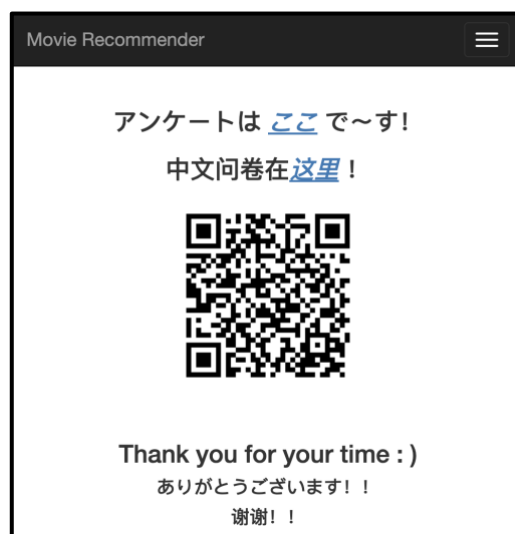 Movie Recommender
アンケートは ここ で～す!
中文问卷在这里！
Thank you for your time : )
ありがとうございます！！
谢谢！！